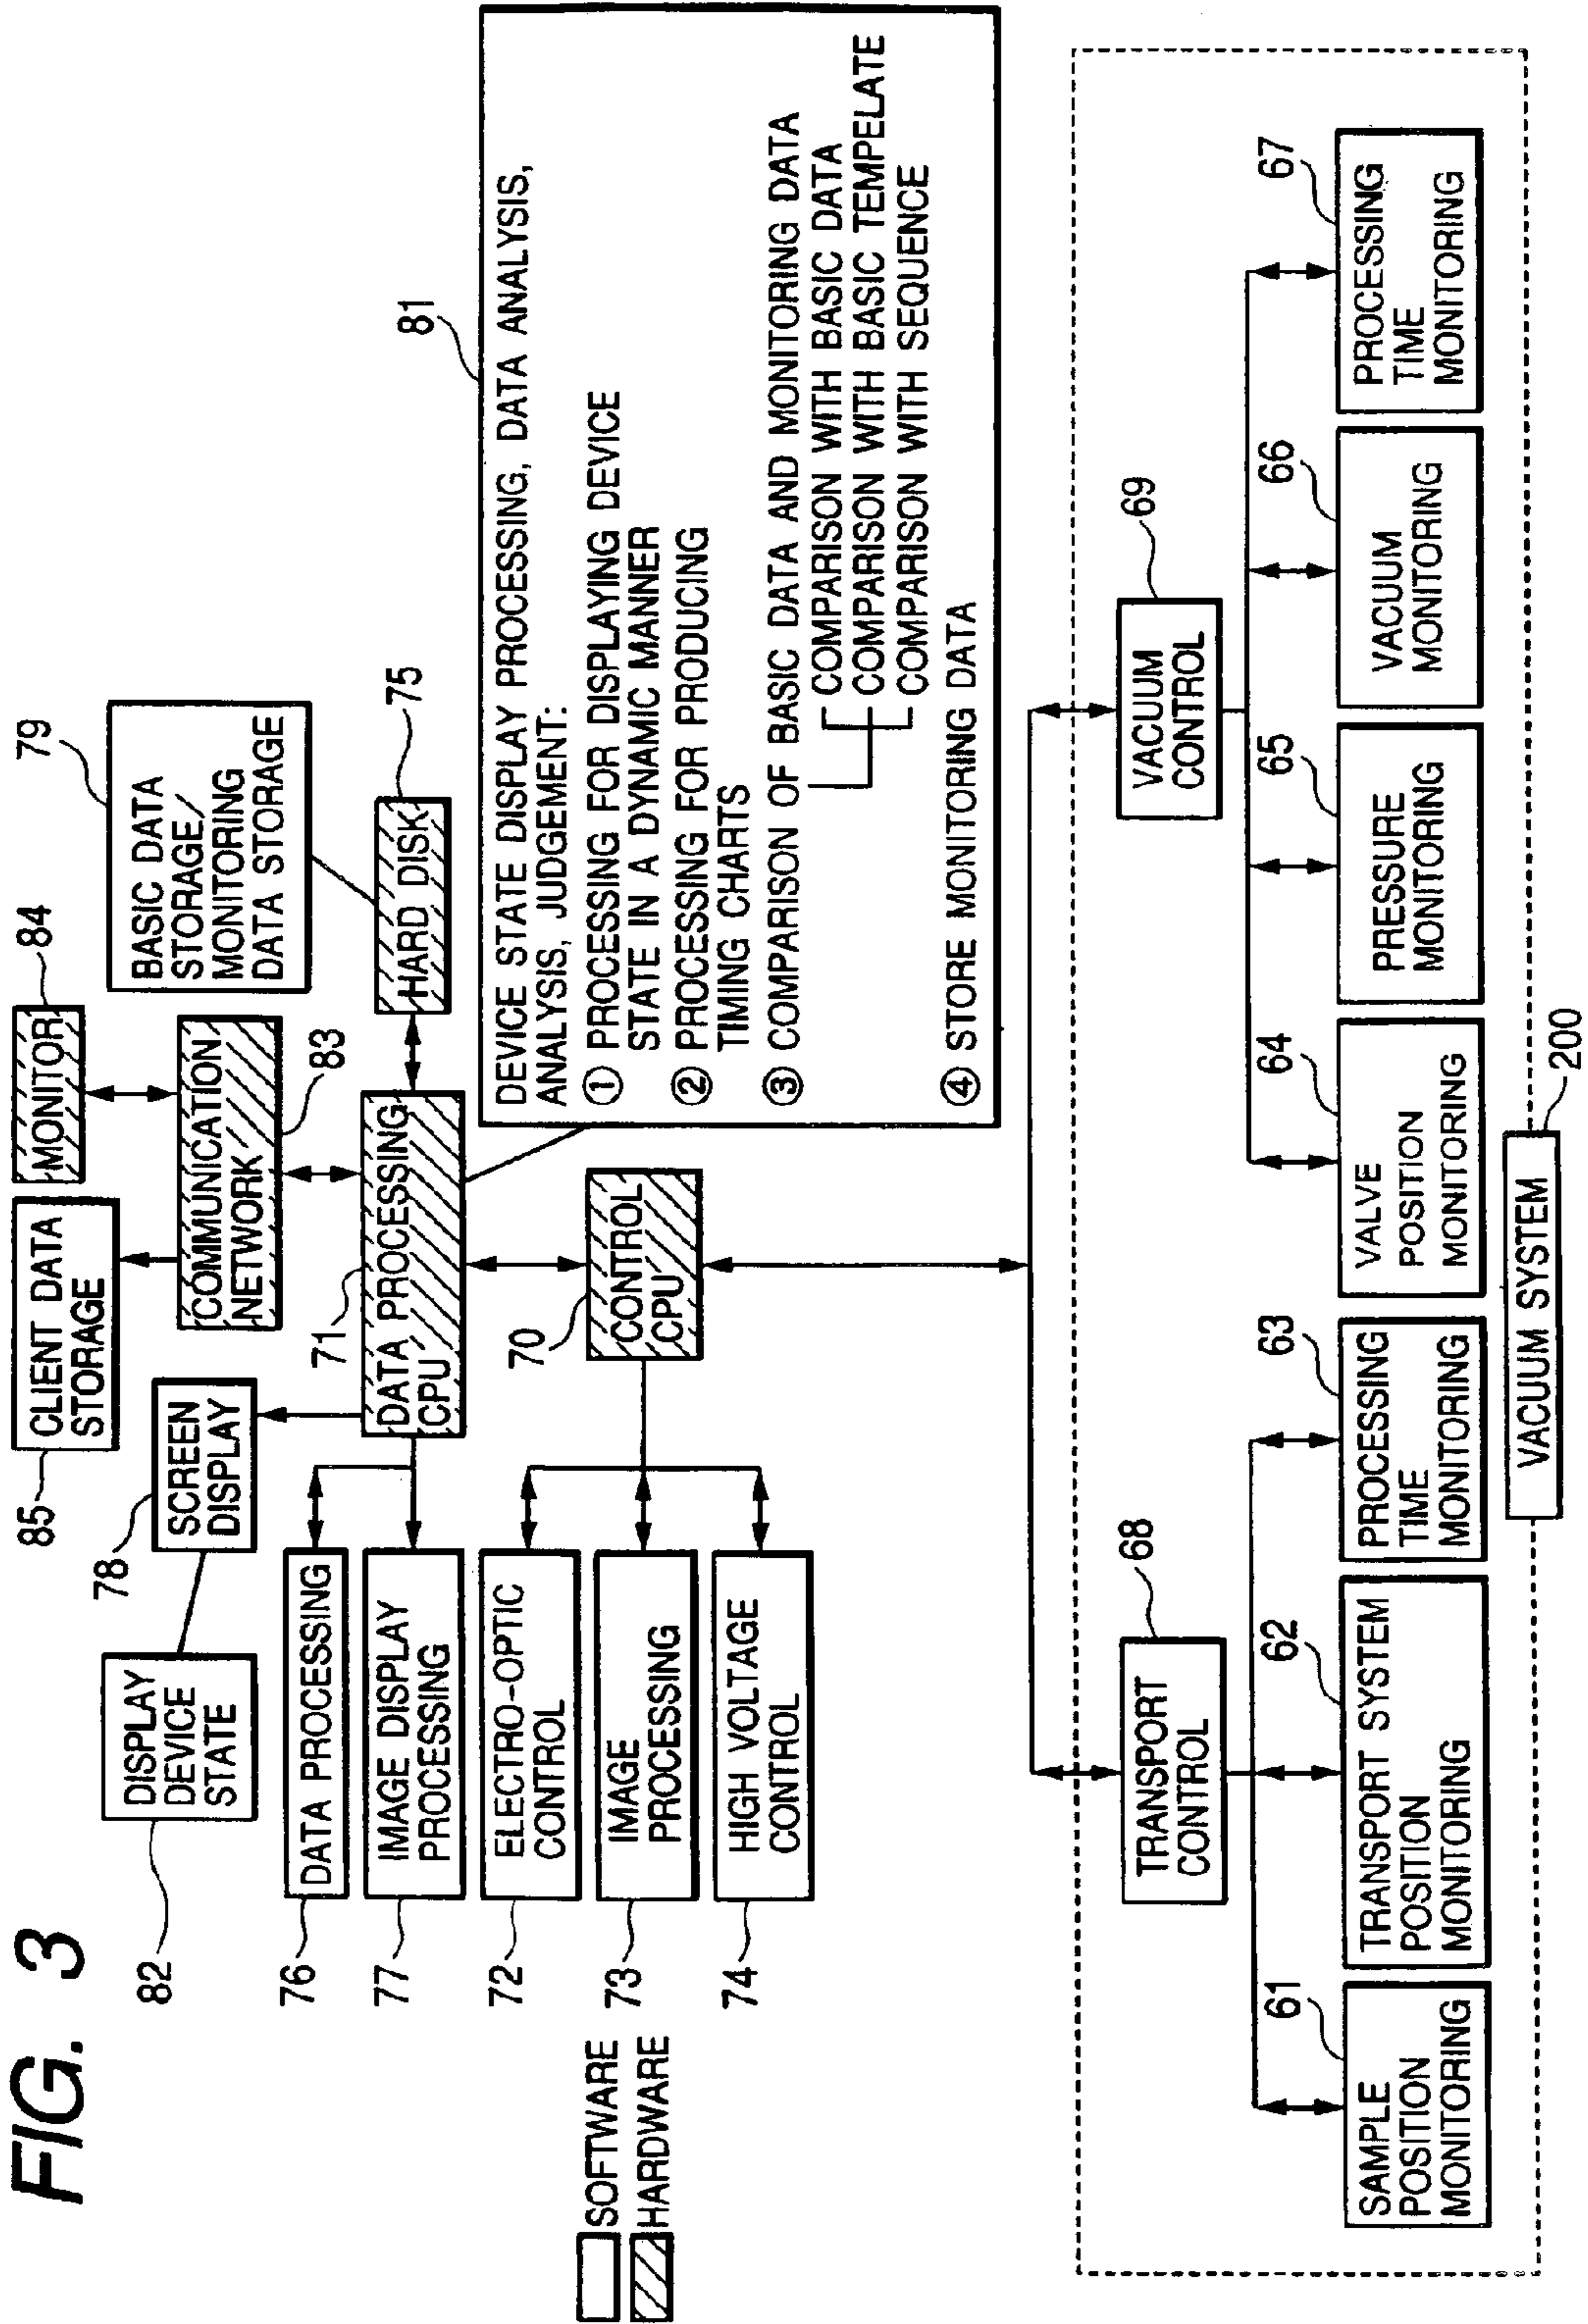 FIG. 3
SOFTWARE
HARDWARE
82
DISPLAY
DEVICE
STATE
78
SCREEN
DISPLAY
85
CLIENT DATA
STORAGE
MONITOR
84
COMMUNICATION
NETWORK
83
79
BASIC DATA
STORAGE/
MONITORING
DATA STORAGE
76
DATA PROCESSING
77
IMAGE DISPLAY
PROCESSING
71
DATA PROCESSING
CPU
HARD DISK
75
72
ELECTRO-OPTIC
CONTROL
73
IMAGE
PROCESSING
74
HIGH VOLTAGE
CONTROL
70
CONTROL
CPU
81
DEVICE STATE DISPLAY PROCESSING, DATA ANALYSIS,
ANALYSIS, JUDGEMENT:
① PROCESSING FOR DISPLAYING DEVICE
STATE IN A DYNAMIC MANNER
② PROCESSING FOR PRODUCING
TIMING CHARTS
③ COMPARISON OF BASIC DATA AND MONITORING DATA
COMPARISON WITH BASIC DATA
COMPARISON WITH BASIC TEMPELATE
COMPARISON WITH SEQUENCE
④ STORE MONITORING DATA
68
TRANSPORT
CONTROL
69
VACUUM
CONTROL
61
SAMPLE
POSITION
MONITORING
62
TRANSPORT SYSTEM
POSITION
MONITORING
63
PROCESSING
TIME
MONITORING
64
VALVE
POSITION
MONITORING
65
PRESSURE
MONITORING
66
VACUUM
MONITORING
67
PROCESSING
TIME
MONITORING
VACUUM SYSTEM
200